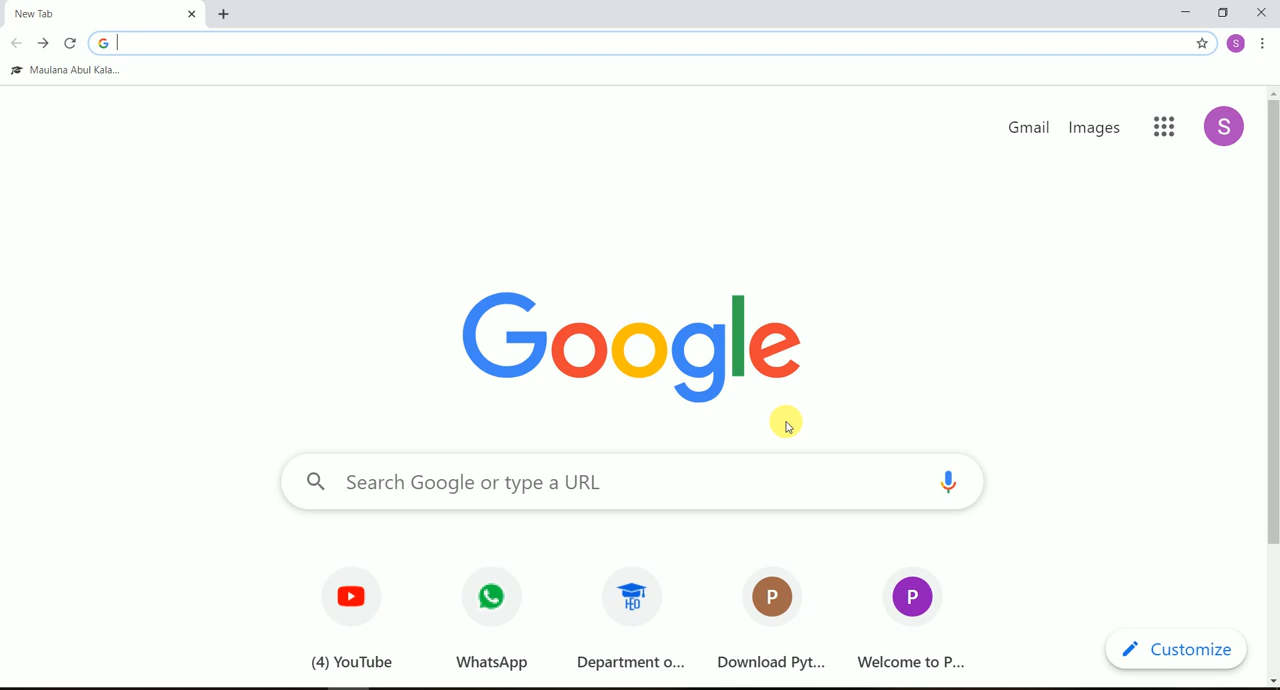 New Tab
S
Maulana Abul Kala...
Gmail Images
S
Google
Search Google or type a URL
HEO
P
P
(4) YouTube
WhatsApp
Department o...
Download Pyt...
Welcome to P...
Customize